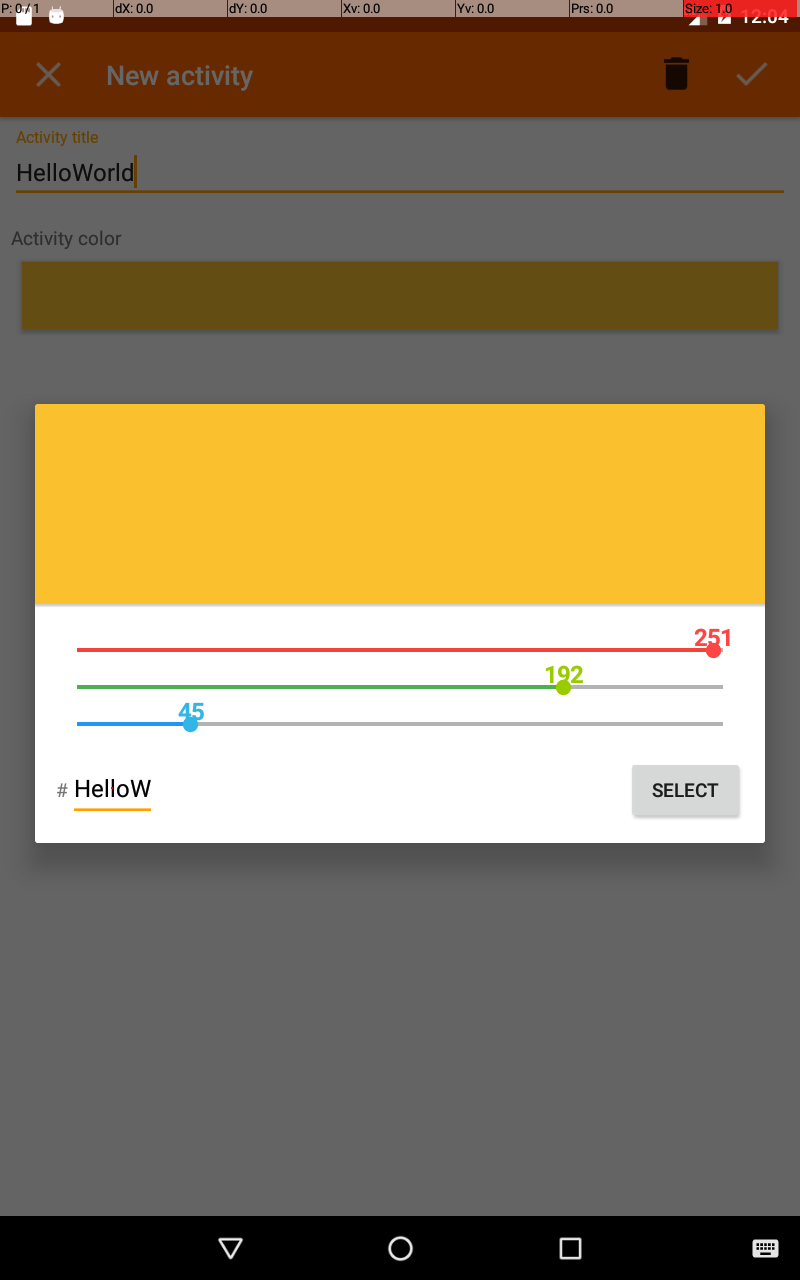 P: 0 / 1 dX: 0.0 dY: 0.0 Xv: 0.0 Yv: 0.0 Prs: 0.0 Size: 1.0
12:04
New activity
Activity title
HelloWorld
Activity color
251
192
45
# HelloW
SELECT